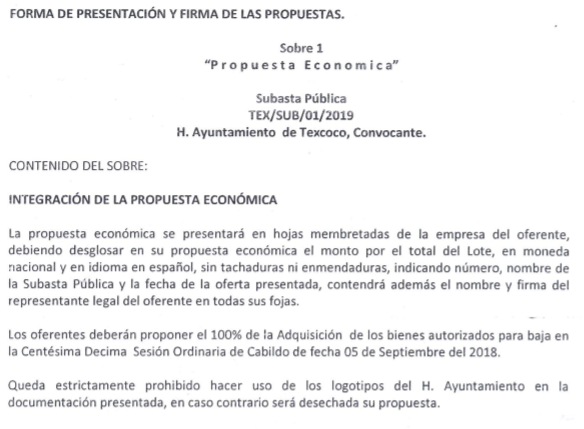 FORMA DE PRESENTACIÓN Y FIRMA DE LAS PROPUESTAS.
Sobre 1
"Propuesta Economica"
Subasta Pública
TEX/SUB/01/2019
H. Ayuntamiento de Texcoco, Convocante.
CONTENIDO DEL SOBRE:
INTEGRACIÓN DE LA PROPUESTA ECONÓMICA
La propuesta económica se presentará en hojas membretadas de la empresa del oferente,
debiendo desglosar en su propuesta económica el monto por el total del Lote, en moneda
nacional y en idioma en español, sin tachaduras ni enmendaduras, indicando número, nombre de
la Subasta Pública y la fecha de la oferta presentada, contendrá además el nombre y firma del
representante legal del oferente en todas sus fojas.
Los oferentes deberán proponer el 100% de la Adquisición de los bienes autorizados para baja en
la Centésima Decima Sesión Ordinaria de Cabildo de fecha 05 de Septiembre del 2018.
Queda estrictamente prohibido hacer uso de los logotipos del H. Ayuntamiento en la
documentación presentada, en caso contrario será desechada su propuesta.